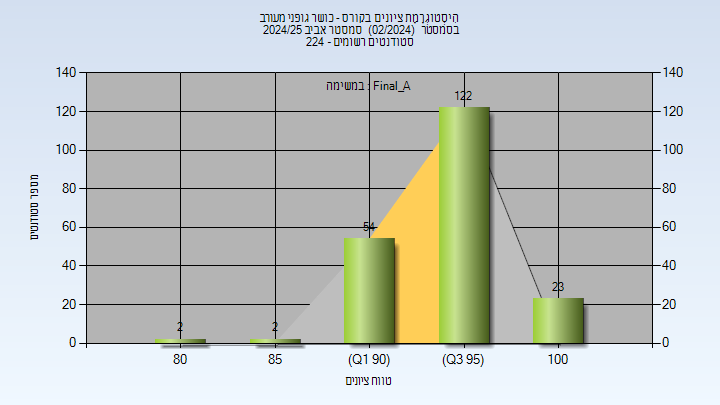 היסטוגרמת ציונים בקורס - כושר גופני מעורב
בסמסטר (02/2024) סמסטר אביב 2024/25
סטודנטים רשומים - 224
במשימה : Final_A
140 140
120 120
100 100
80 80
60 60
40 40
20 20
0 0
מספר סטודנטים
2
2
54
122
23
80 85 (Q1 90) (Q3 95) 100
טווח ציונים